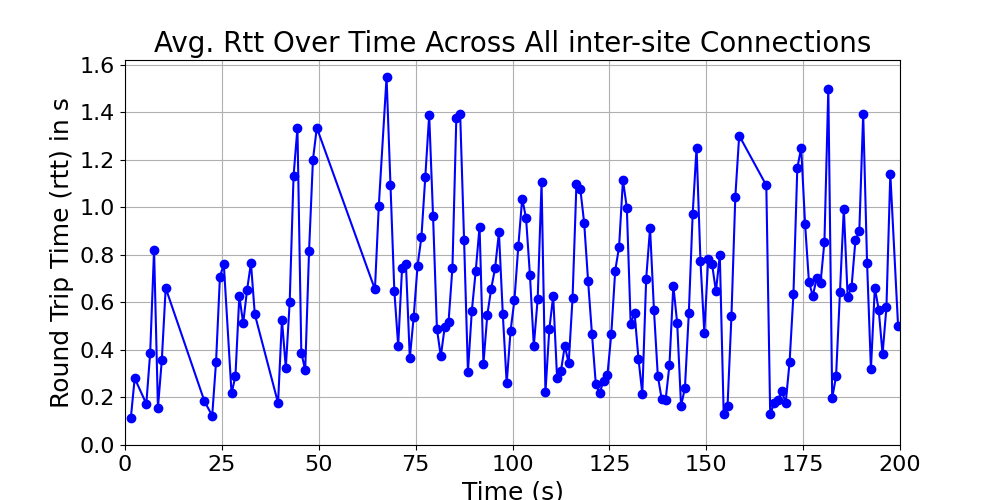 Avg. Rtt Over Time Across All inter-site Connections
Round Trip Time (rtt) in s
1.6
1.4
1.2
1.0
0.8
0.6
0.4
0.2
0.0
0 25 50 75 100 125 150 175 200
Time (s)